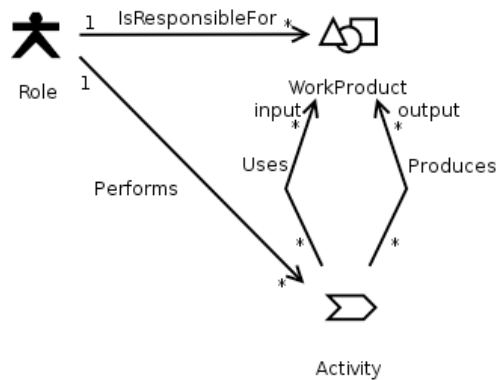 1 IsResponsibleFor *
Role
WorkProduct
1
input
*
output
*
Uses
Produces
Performs
*
*
*
Activity